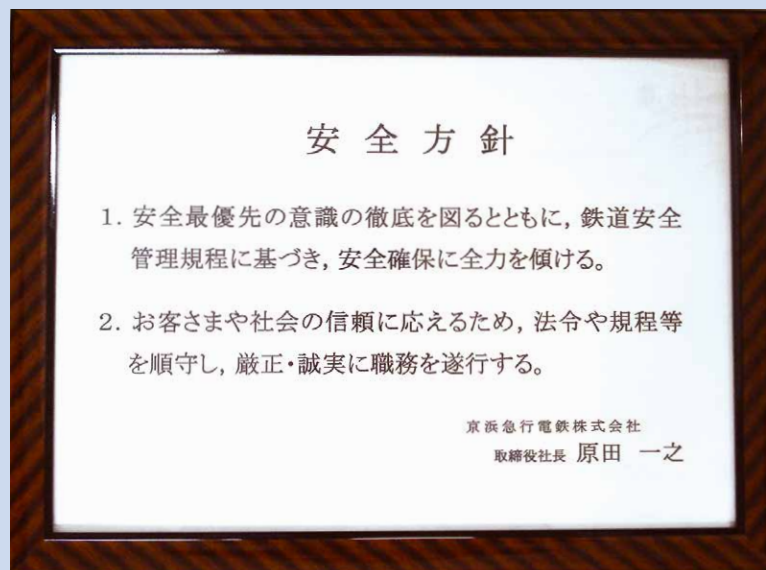 安全方針
1. 安全最優先の意識の徹底を図るとともに, 鉄道安全
管理規程に基づき, 安全確保に全力を傾ける。
2. お客さまや社会の信頼に応えるため, 法令や規程等
を順守し, 厳正・誠実に職務を遂行する。
京浜急行電鉄株式会社
取締役社長 原田 一之